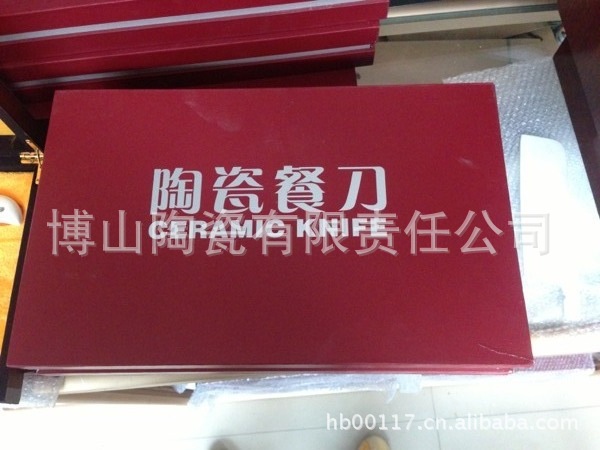 陶瓷餐刀
CERAMIC KNIFE
博山陶瓷有限责任公司
hb00117.cn.alibaba.com